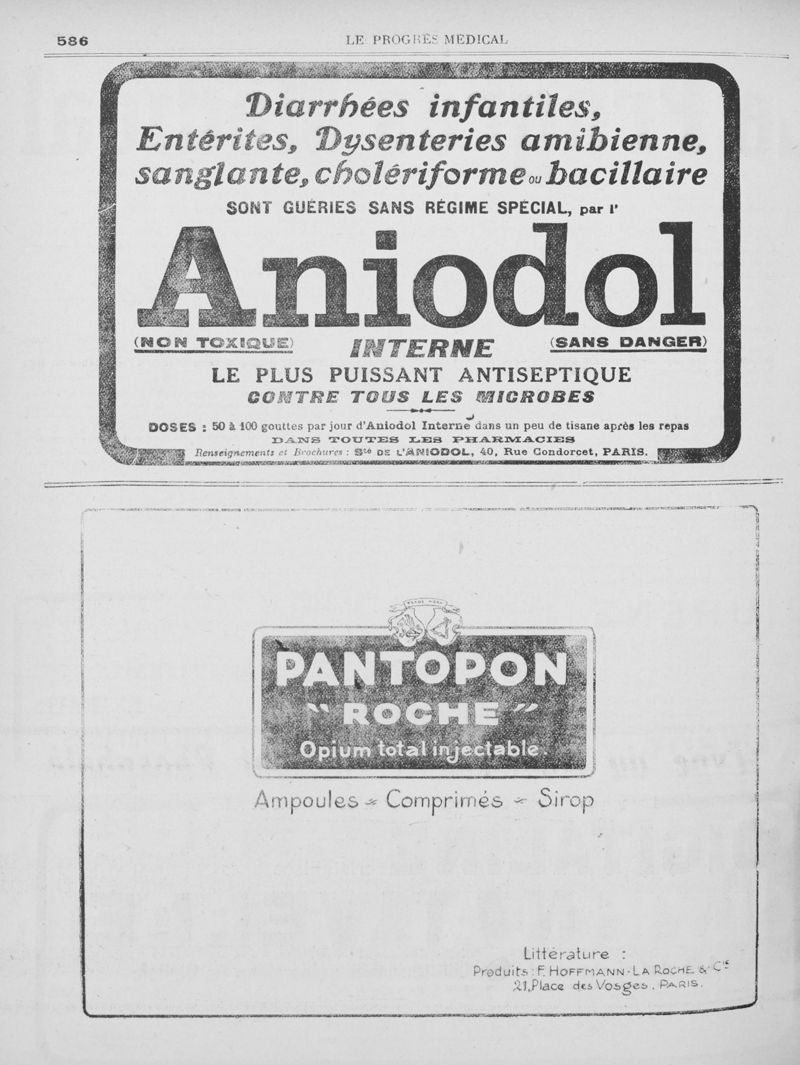 586
LE PROGRÈS MÉDICAL
Diarrhées infantiles,
Entérites, Dysenteries amibienne,
sanglante, cholériforme ou bacillaire
SONT GUÉRIES SANS RÉGIME SPÉCIAL, par l'
Aniodol
(NON TOXIQUE) INTERNE (SANS DANGER)
LE PLUS PUISSANT ANTISEPTIQUE
CONTRE TOUS LES MICROBES
DOSES : 50 à 100 gouttes par jour d'Aniodol Interne dans un peu de tisane après les repas
DANS TOUTES LES PHARMACIES
Renseignements et Brochures : Sté DE L'ANIODOL, 40, Rue Condorcet, PARIS.
PANTOPON
"ROCHE"
Opium total injectable.
Ampoules - Comprimés - Sirop
Littérature :
Produits : F. HOFFMANN-LA ROCHE & Cie
21, Place des Vosges. PARIS.